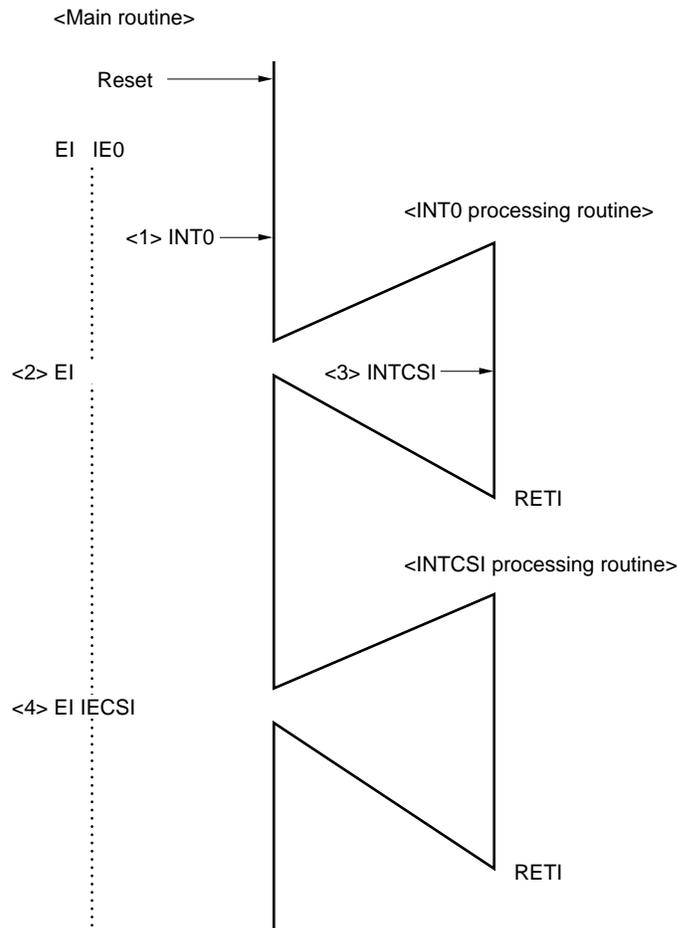 <Main routine>
Reset
EI IE0
<INT0 processing routine>
<1> INT0
<2> EI
<3> INTCSI
RETI
<INTCSI processing routine>
<4> EI IECSI
RETI